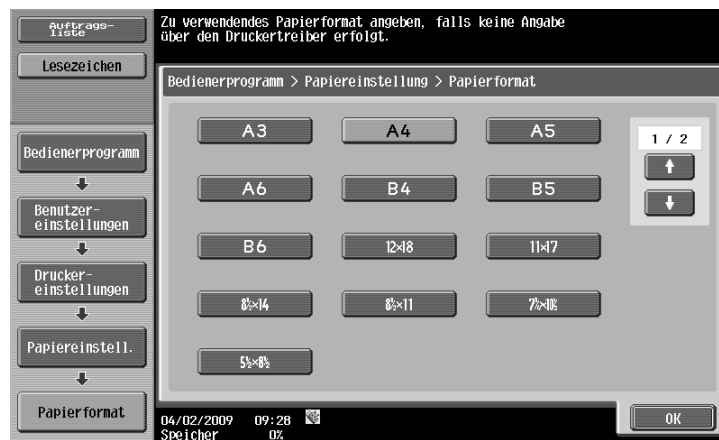 Auftrags-
liste
Lesezeichen
Bedienerprogramm
Benutzer-
einstellungen
Drucker-
einstellungen
Papiereinstell.
Papierformat
Zu verwendendes Papierformat angeben, falls keine Angabe
über den Druckertreiber erfolgt.
Bedienerprogramm > Papiereinstellung > Papierformat
A3 A4 A5
A6 B4 B5
B6 12×18 11×17
8½×14 8½×11 7¼×10½
5½×8½
1 / 2
OK
04/02/2009 09:28
Speicher 0%